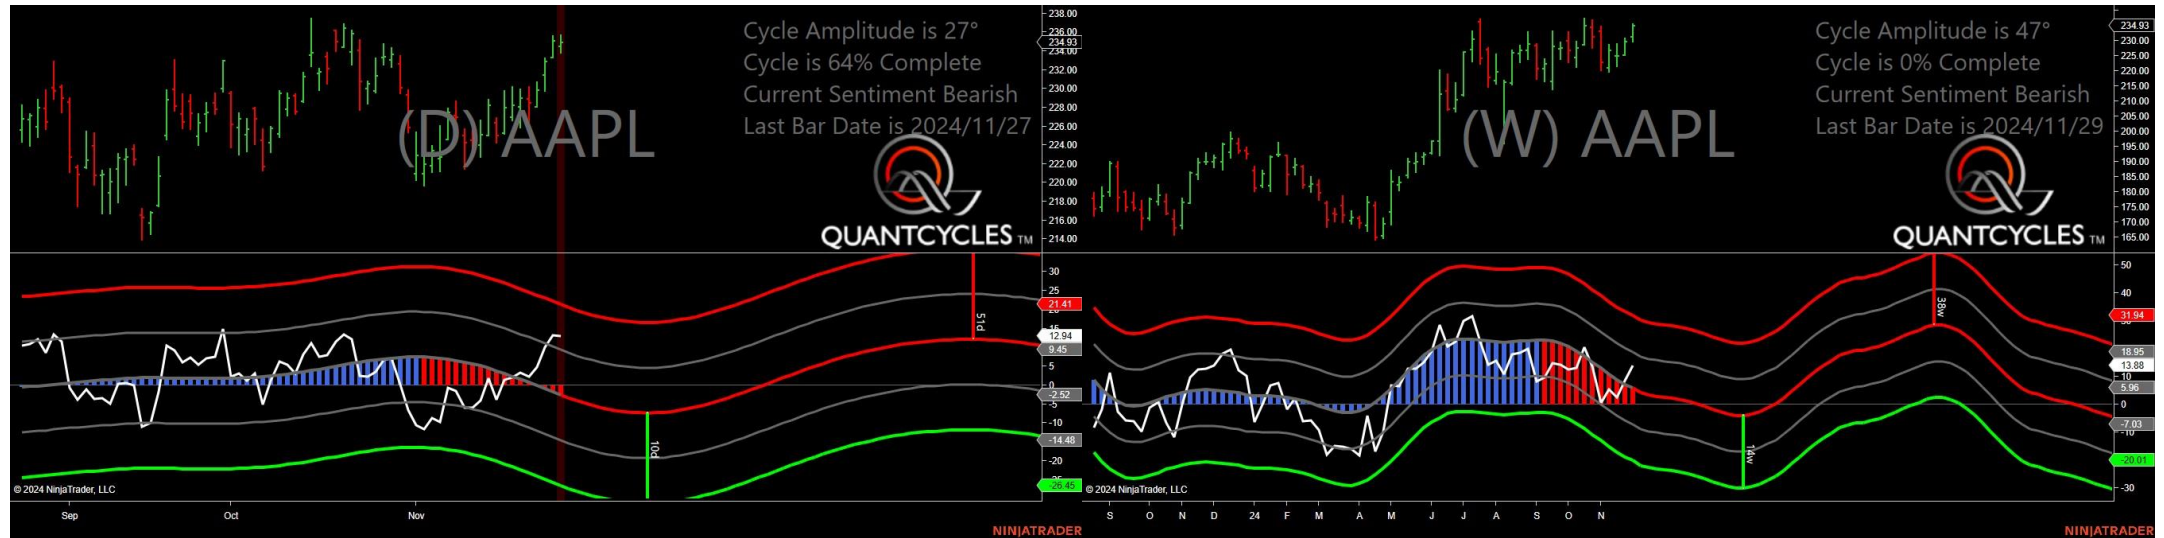 Cycle Amplitude is 27°
Cycle is 64% Complete
Current Sentiment Bearish
Last Bar Date is 2024/11/27
(D) AAPL
QUANTCYCLES TM
238.00
236.00
234.93
234.00
232.00
230.00
228.00
226.00
224.00
222.00
220.00
218.00
216.00
214.00
30
25
21.41
12.94
9.45
5
0
-2.52
-5
-10
-14.48
-20
-26.45
51d
10d
© 2024 NinjaTrader, LLC
Sep
Oct
Nov
NINJATRADER
Cycle Amplitude is 47°
Cycle is 0% Complete
Current Sentiment Bearish
Last Bar Date is 2024/11/29
(W) AAPL
QUANTCYCLES TM
234.93
230.00
225.00
220.00
215.00
210.00
205.00
200.00
195.00
190.00
185.00
180.00
175.00
170.00
165.00
50
40
31.94
18.95
13.88
10
5.96
0
-7.03
-10
-20.01
-30
38w
14w
© 2024 NinjaTrader, LLC
S
O
N
D
24
F
M
A
M
J
J
A
S
O
N
NINJATRADER